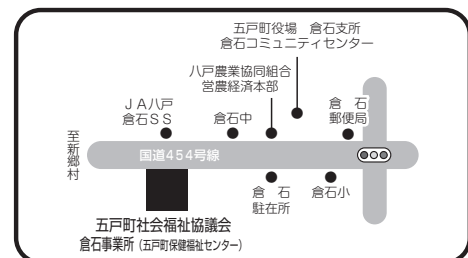 五戸町役場 倉石支所
倉石コミュニティセンター
八戸農業協同組合
営農経済本部
ＪＡ八戸
倉石ＳＳ
倉石中
倉石
郵便局
至新郷村
国道454号線
倉石
駐在所
倉石小
五戸町社会福祉協議会
倉石事業所（五戸町保健福祉センター）